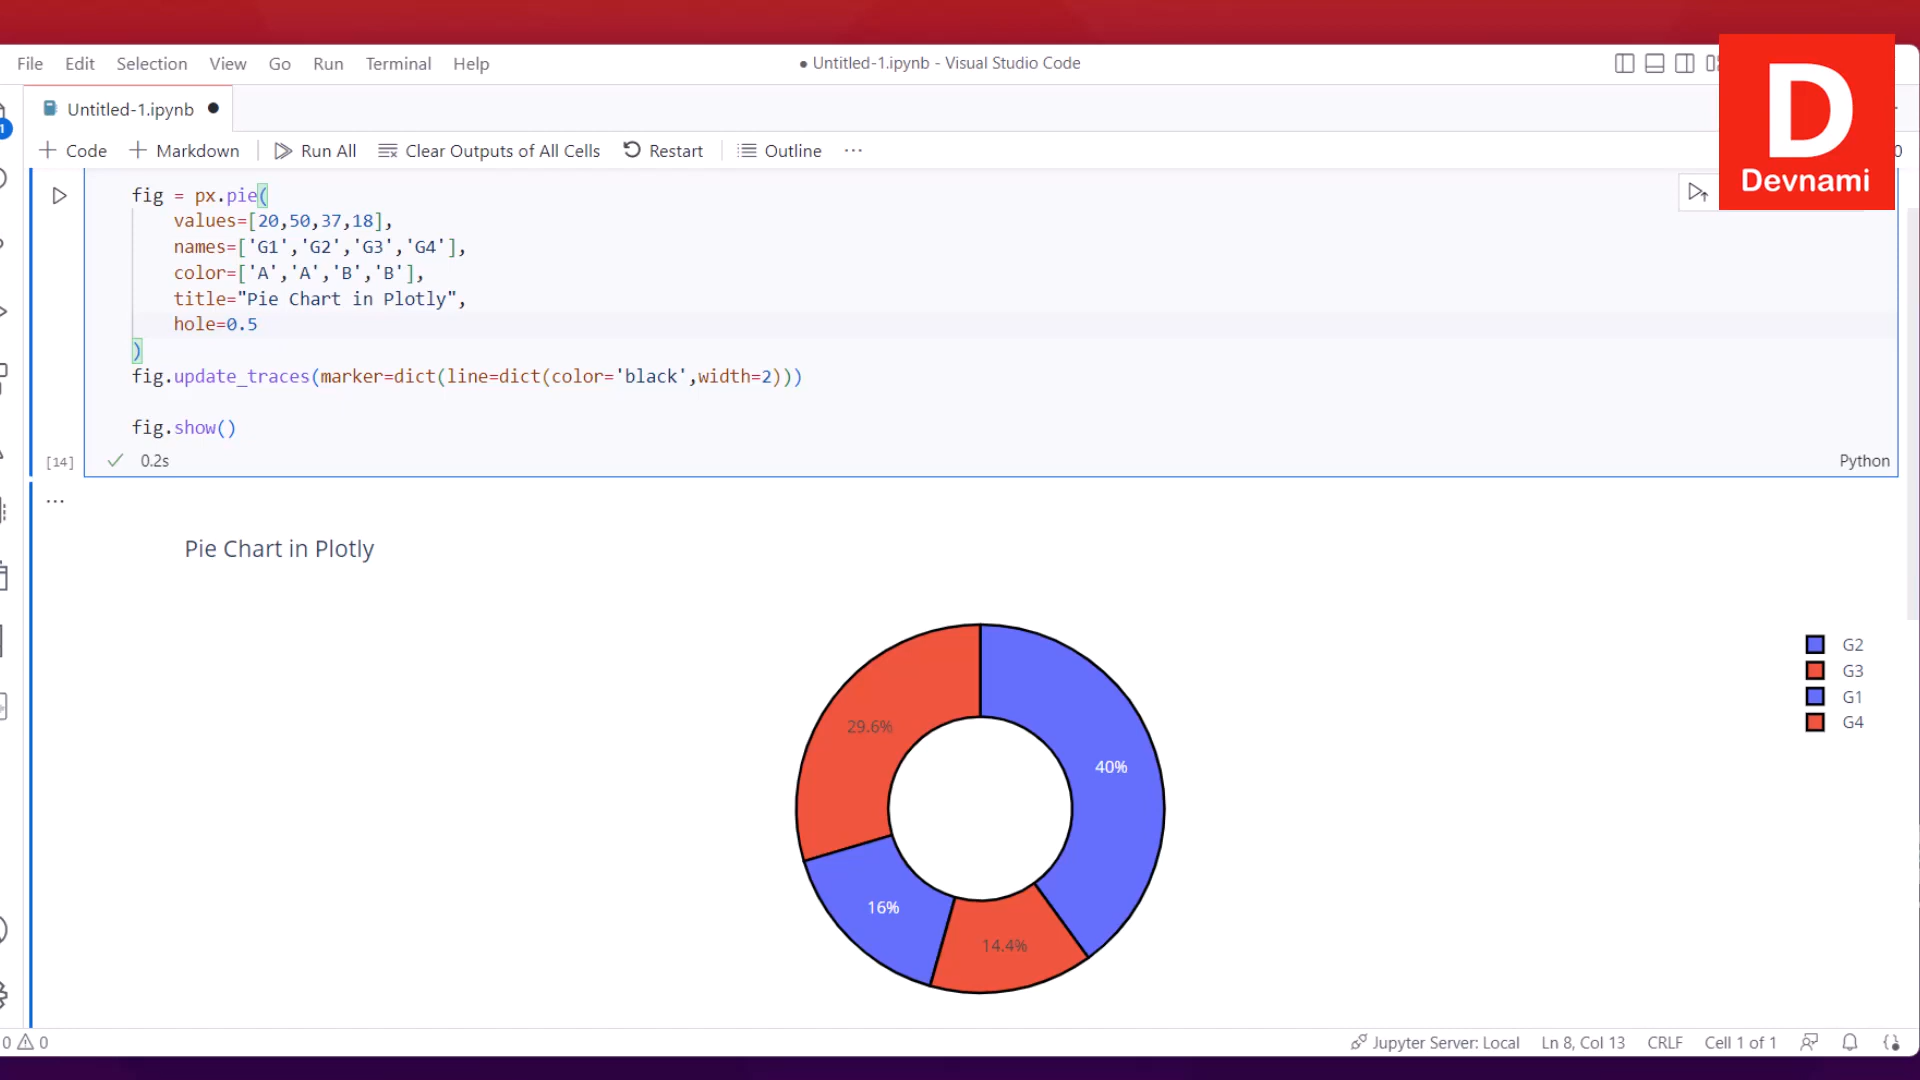 File Edit Selection View Go Run Terminal Help
● Untitled-1.ipynb - Visual Studio Code
D
Devnami
Untitled-1.ipynb ●
+ Code + Markdown Run All Clear Outputs of All Cells Restart Outline ...
fig = px.pie(
values=[20,50,37,18],
names=['G1','G2','G3','G4'],
color=['A','A','B','B'],
title="Pie Chart in Plotly",
hole=0.5
)
fig.update_traces(marker=dict(line=dict(color='black',width=2)))
fig.show()
[14] 0.2s Python
...
Pie Chart in Plotly
G2
G3
G1
G4
29.6%
40%
16%
14.4%
0 0 Jupyter Server: Local Ln 8, Col 13 CRLF Cell 1 of 1